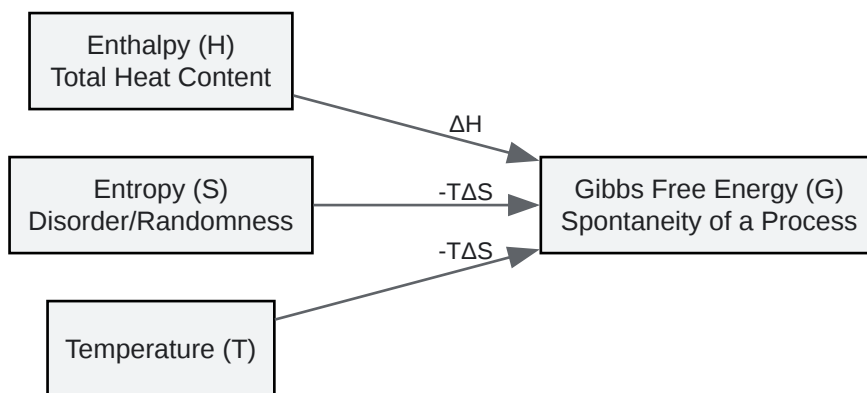 Enthalpy (H)
Total Heat Content
ΔH
Entropy (S)
Disorder/Randomness
-TΔS
Gibbs Free Energy (G)
Spontaneity of a Process
-TΔS
Temperature (T)